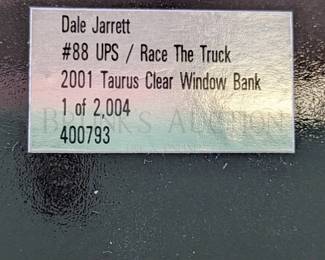 Dale Jarrett
#88 UPS / Race The Truck
2001 Taurus Clear Window Bank
1 of 2,004
400793